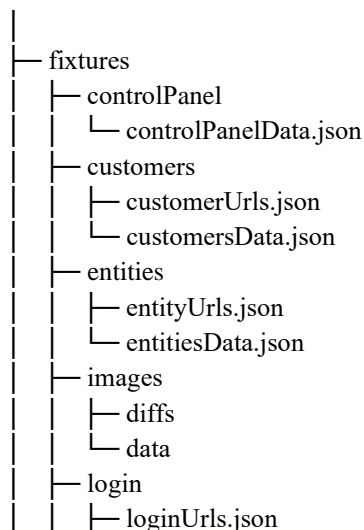 fixtures
controlPanel
controlPanelData.json
customers
customerUrls.json
customersData.json
entities
entityUrls.json
entitiesData.json
images
diffs
data
login
loginUrls.json